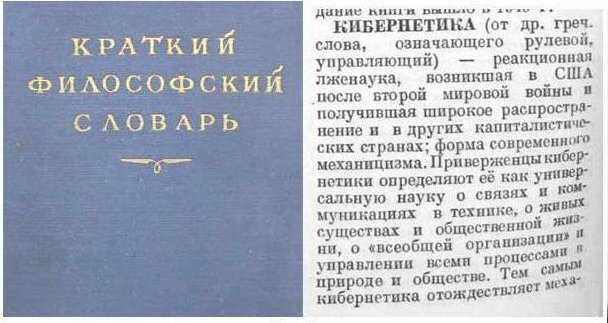 КРАТКИЙ
ФИЛОСОФСКИЙ
СЛОВАРЬ
дание книги вышло в 1949 г.
КИБЕРНЕТИКА (от др. греч.
слова, означающего рулевой,
управляющий) — реакционная
лженаука, возникшая в США
после второй мировой войны и
получившая широкое распростра-
нение и в других капиталистиче-
ских странах; форма современного
механицизма. Приверженцы кибер-
нетики определяют её как универ-
сальную науку о связях и ком-
муникациях в технике, о живых
существах и общественной жиз-
ни, о «всеобщей организации» и
управлении всеми процессами в
природе и обществе. Тем самым
кибернетика отождествляет меха-